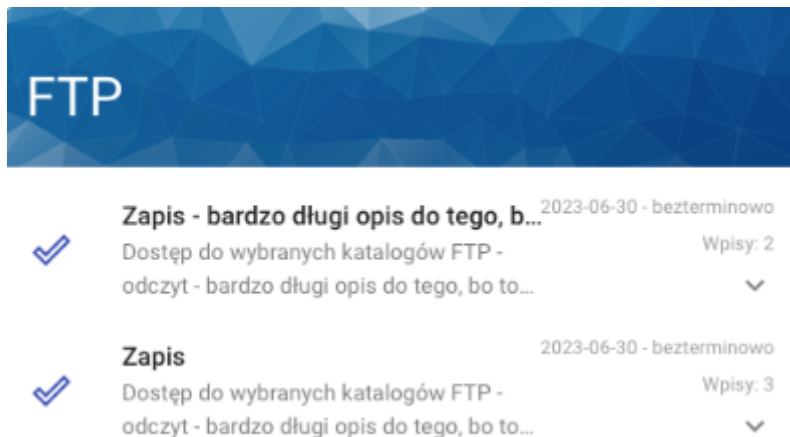 FTP
Zapis - bardzo długi opis do tego, b... 2023-06-30 - bezterminowo
Dostęp do wybranych katalogów FTP - Wpisy: 2
odczyt - bardzo długi opis do tego, bo to...
Zapis 2023-06-30 - bezterminowo
Dostęp do wybranych katalogów FTP - Wpisy: 3
odczyt - bardzo długi opis do tego, bo to...